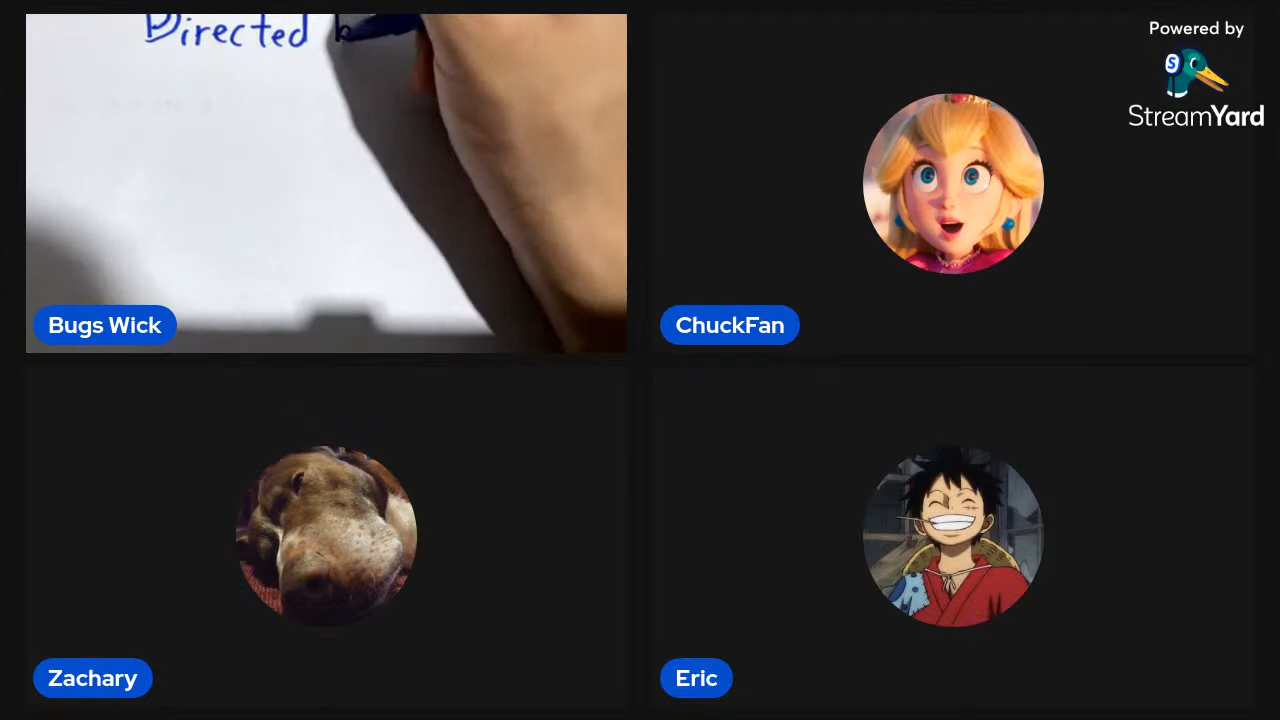 Directed b
Powered by
S
StreamYard
Bugs Wick
ChuckFan
Zachary
Eric